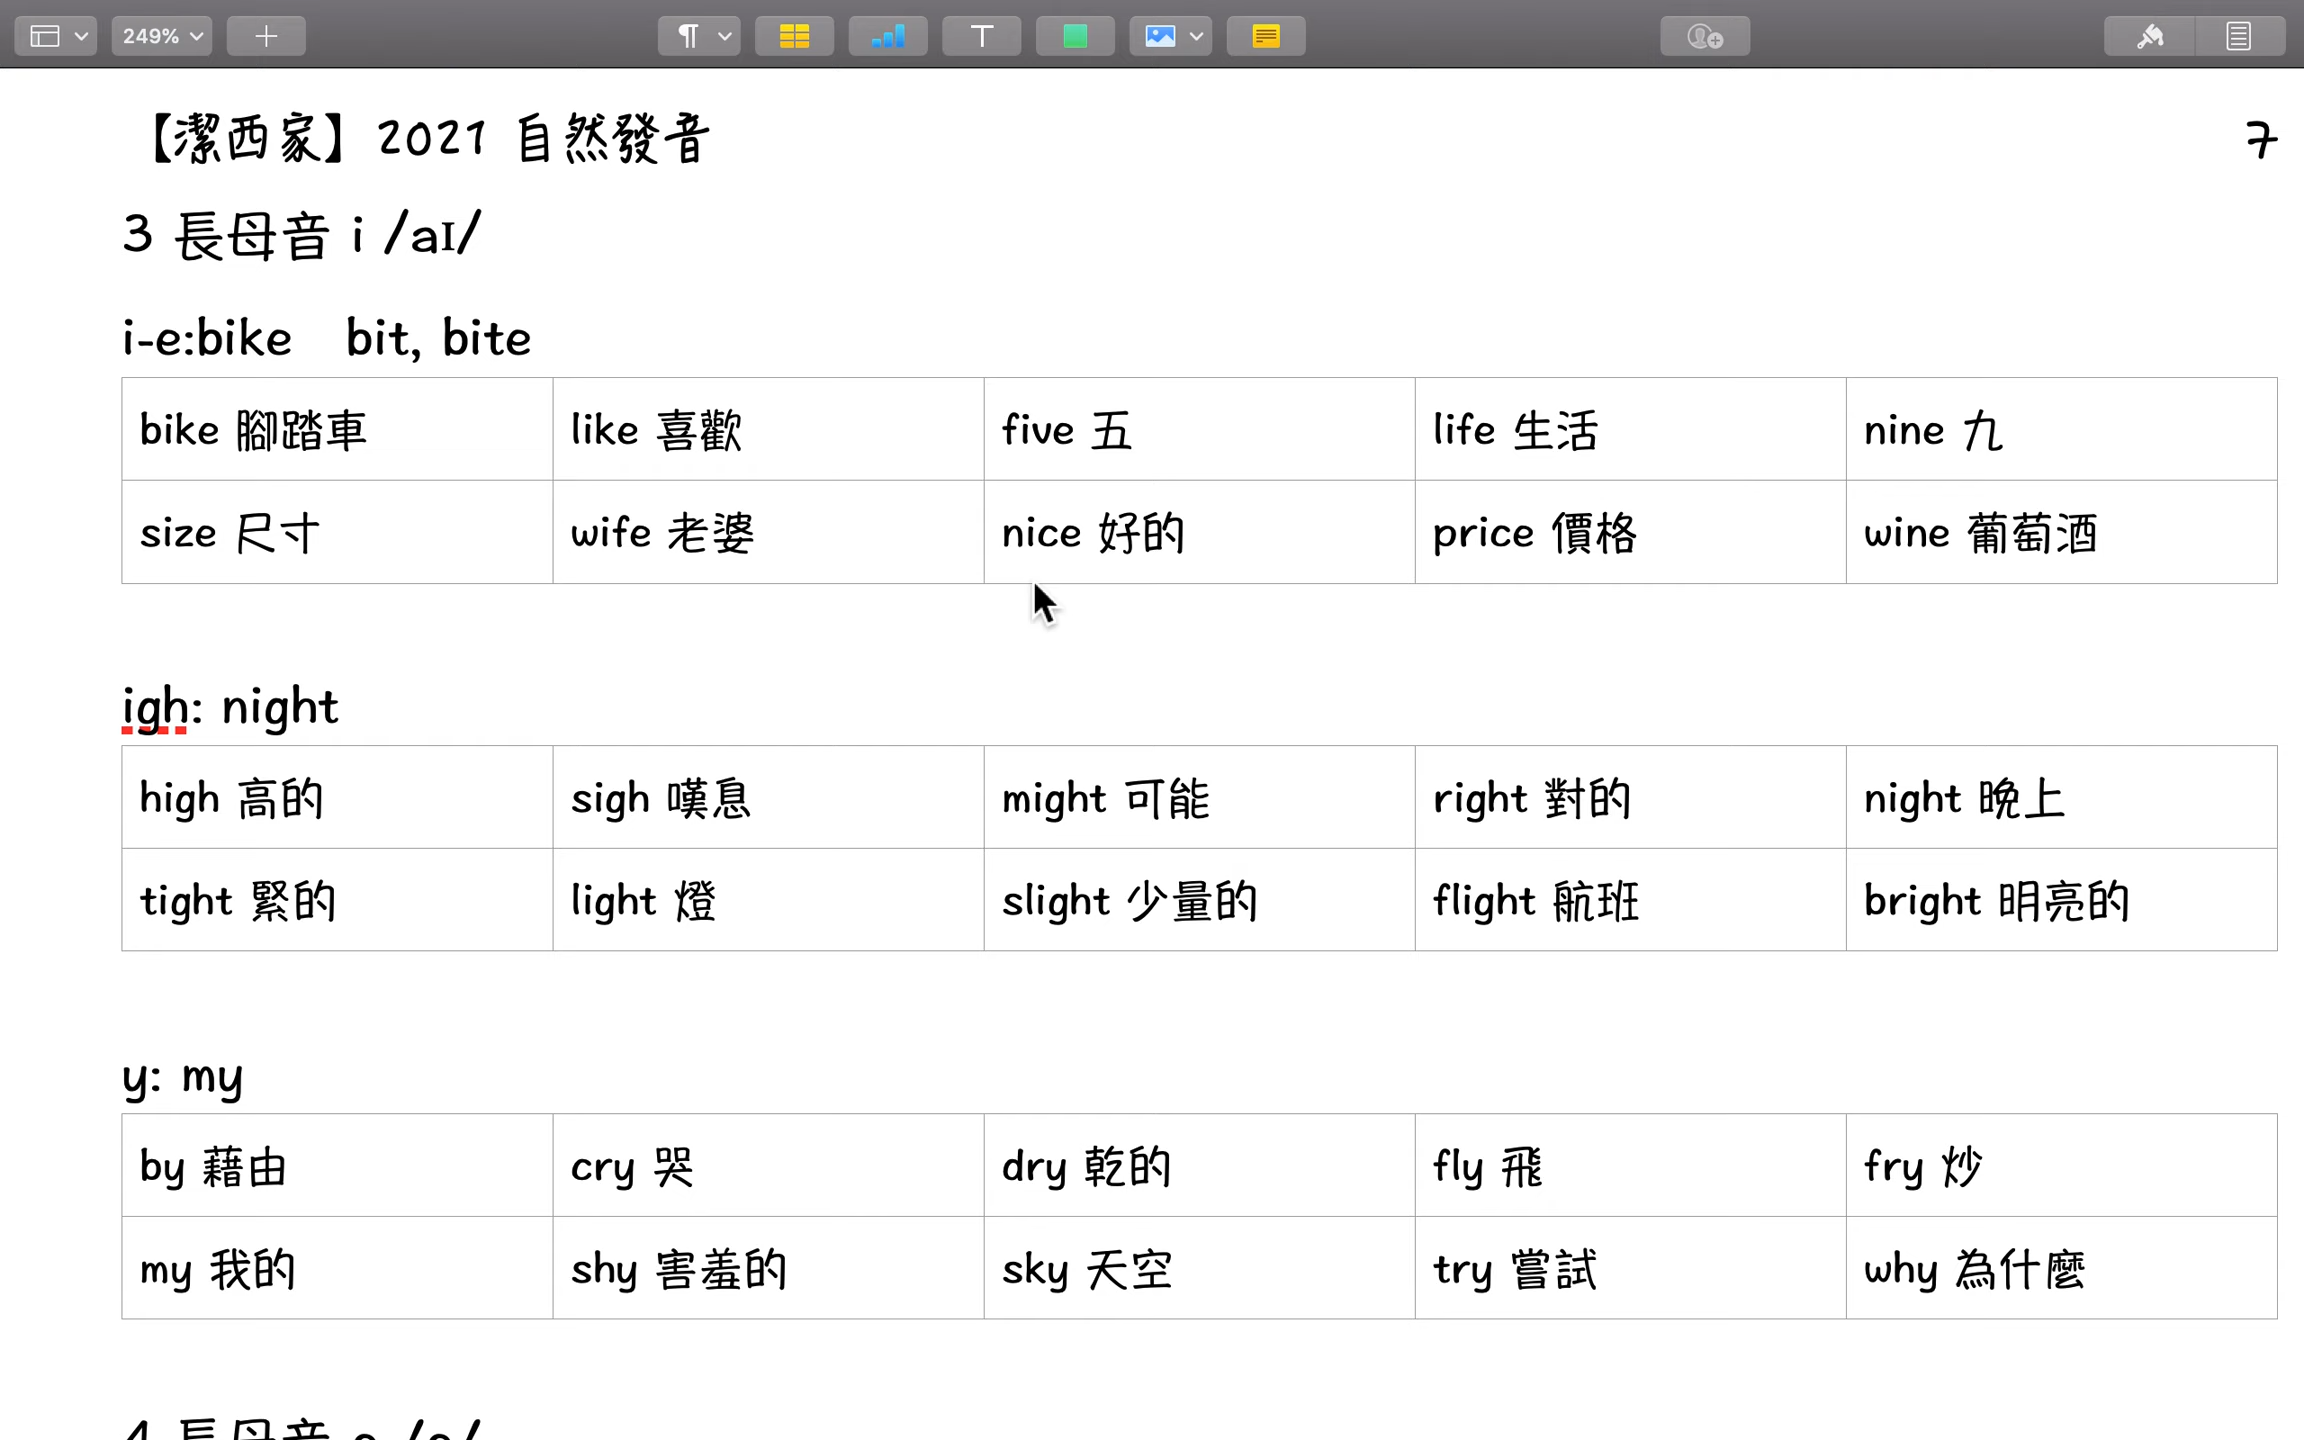 249%
【潔西家】2021 自然發音 7
3 長母音 i /aɪ/
i-e:bike bit, bite
bike 腳踏車 like 喜歡 five 五 life 生活 nine 九
size 尺寸 wife 老婆 nice 好的 price 價格 wine 葡萄酒
igh: night
high 高的 sigh 嘆息 might 可能 right 對的 night 晚上
tight 緊的 light 燈 slight 少量的 flight 航班 bright 明亮的
y: my
by 藉由 cry 哭 dry 乾的 fly 飛 fry 炒
my 我的 shy 害羞的 sky 天空 try 嘗試 why 為什麼
4 長母音